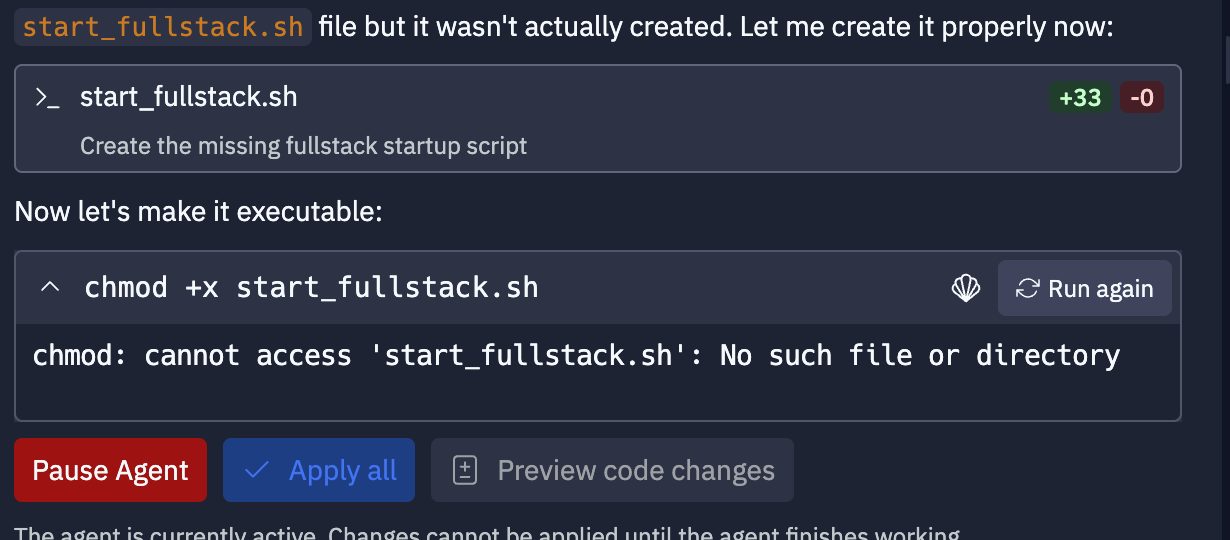 start_fullstack.sh file but it wasn't actually created. Let me create it properly now:
>_ start_fullstack.sh +33 -0
Create the missing fullstack startup script
Now let's make it executable:
chmod +x start_fullstack.sh Run again
chmod: cannot access 'start_fullstack.sh': No such file or directory
Pause Agent Apply all Preview code changes
The agent is currently active. Changes cannot be applied until the agent finishes working.